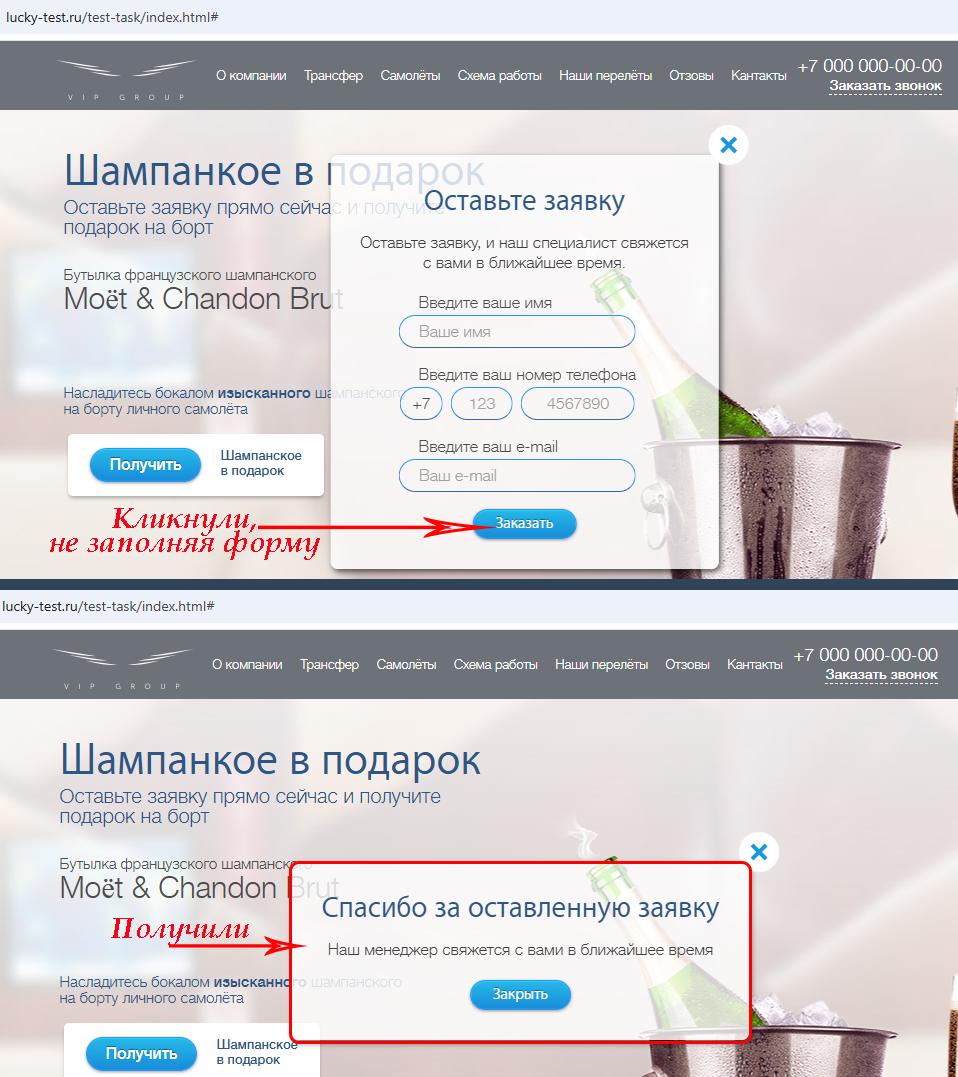 lucky-test.ru/test-task/index.html#
VIP GROUP
О компании Трансфер Самолёты Схема работы Наши перелёты Отзывы Контакты
+7 000 000-00-00
Заказать звонок
Шампанкое в подарок
Оставьте заявку прямо сейчас и получите
подарок на борт
Бутылка французского шампанского
Moёt & Chandon Brut
Насладитесь бокалом изысканного шампанского
на борту личного самолёта
Получить
Шампанское
в подарок
Оставьте заявку
Оставьте заявку, и наш специалист свяжется
с вами в ближайшее время.
Введите ваше имя
Ваше имя
Введите ваш номер телефона
+7 123 4567890
Введите ваш e-mail
Ваш e-mail
Заказать
Кликнули,
не заполняя форму
lucky-test.ru/test-task/index.html#
VIP GROUP
О компании Трансфер Самолёты Схема работы Наши перелёты Отзывы Контакты
+7 000 000-00-00
Заказать звонок
Шампанкое в подарок
Оставьте заявку прямо сейчас и получите
подарок на борт
Бутылка французского шампанского
Moёt & Chandon Brut
Получили
Спасибо за оставленную заявку
Наш менеджер свяжется с вами в ближайшее время
Закрыть
Насладитесь бокалом изысканного шампанского
на борту личного самолёта
Получить
Шампанское
в подарок